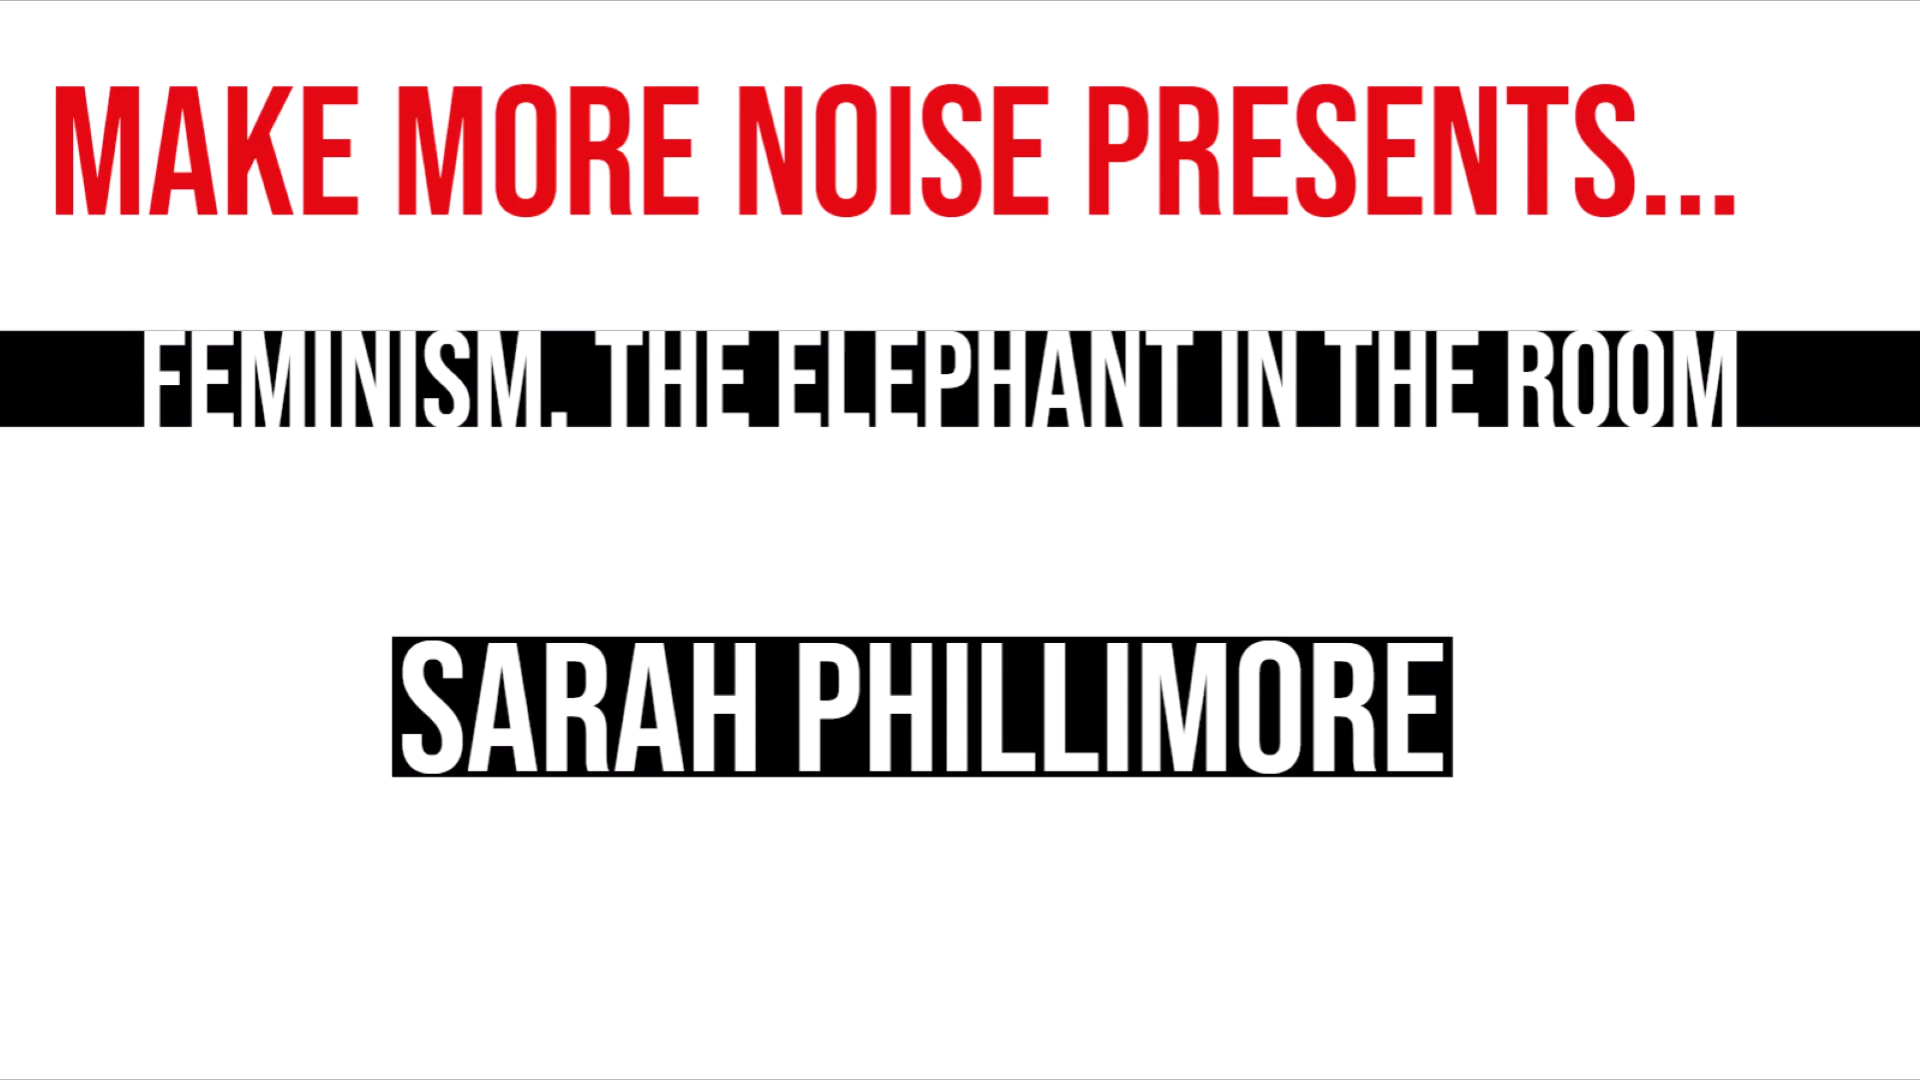 MAKE MORE NOISE PRESENTS...
FEMINISM. THE ELEPHANT IN THE ROOM
SARAH PHILLIMORE